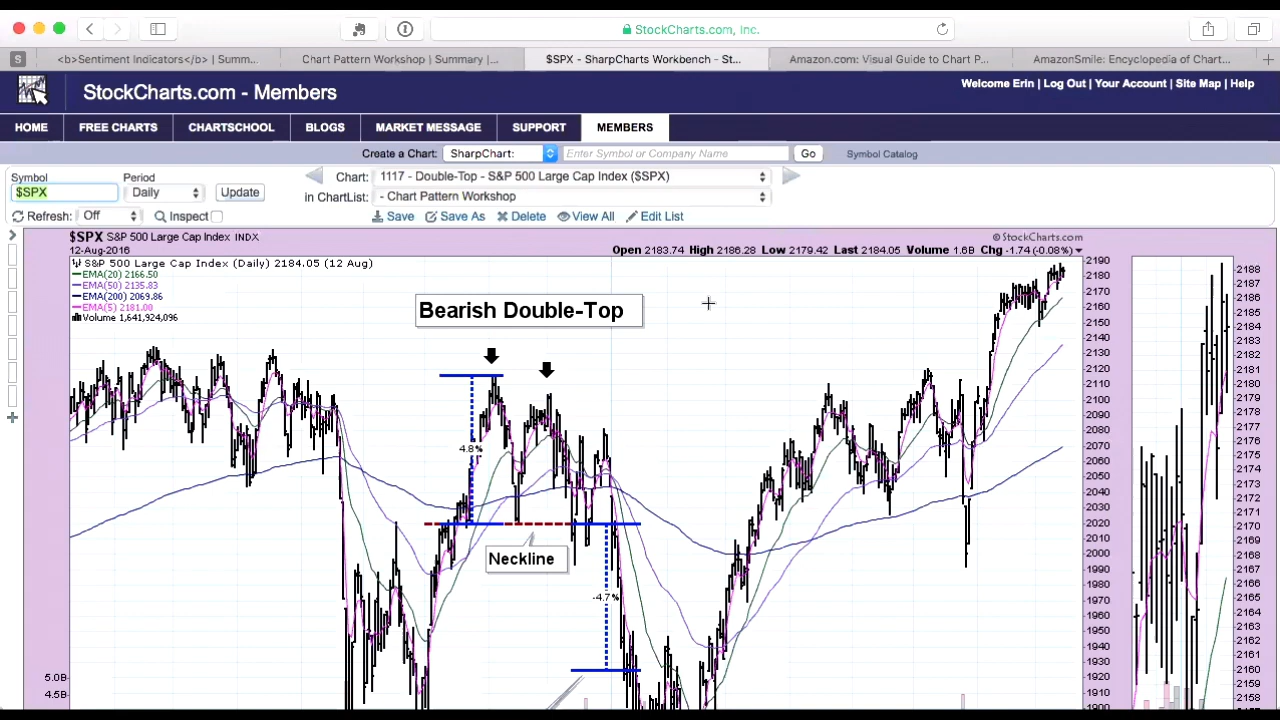 StockCharts.com, Inc.
S
<b>Sentiment Indicators</b> | Summ...
Chart Pattern Workshop | Summary |...
$SPX - SharpCharts Workbench - St...
Amazon.com: Visual Guide to Chart P...
AmazonSmile: Encyclopedia of Chart...
StockCharts.com - Members
Welcome Erin | Log Out | Your Account | Site Map | Help
HOME FREE CHARTS CHARTSCHOOL BLOGS MARKET MESSAGE SUPPORT MEMBERS
Create a Chart: SharpChart: Enter Symbol or Company Name Go Symbol Catalog
Symbol Period Chart: 1117 - Double-Top - S&P 500 Large Cap Index ($SPX)
$SPX Daily Update in ChartList: - Chart Pattern Workshop
Refresh: Off Inspect Save Save As Delete View All Edit List
$SPX S&P 500 Large Cap Index INDX © StockCharts.com
12-Aug-2016 Open 2183.74 High 2186.28 Low 2179.42 Last 2184.05 Volume 1.6B Chg -1.74 (-0.08%)
S&P 500 Large Cap Index (Daily) 2184.05 (12 Aug)
EMA(20) 2166.50
EMA(50) 2135.83
EMA(200) 2069.86
EMA(5) 2181.00
Volume 1,641,924,096
Bearish Double-Top
4.8%
Neckline
-4.7%
5.0B
4.5B
2190
2180
2170
2160
2150
2140
2130
2120
2110
2100
2090
2080
2070
2060
2050
2040
2030
2020
2010
2000
1990
1980
1970
1960
1950
1940
1930
1920
1910
1900
2188
2187
2186
2185
2184
2183
2182
2181
2180
2179
2178
2177
2176
2175
2174
2173
2172
2171
2170
2169
2168
2167
2166
2165
2164
2163
2162
2161
2160
2159
2158